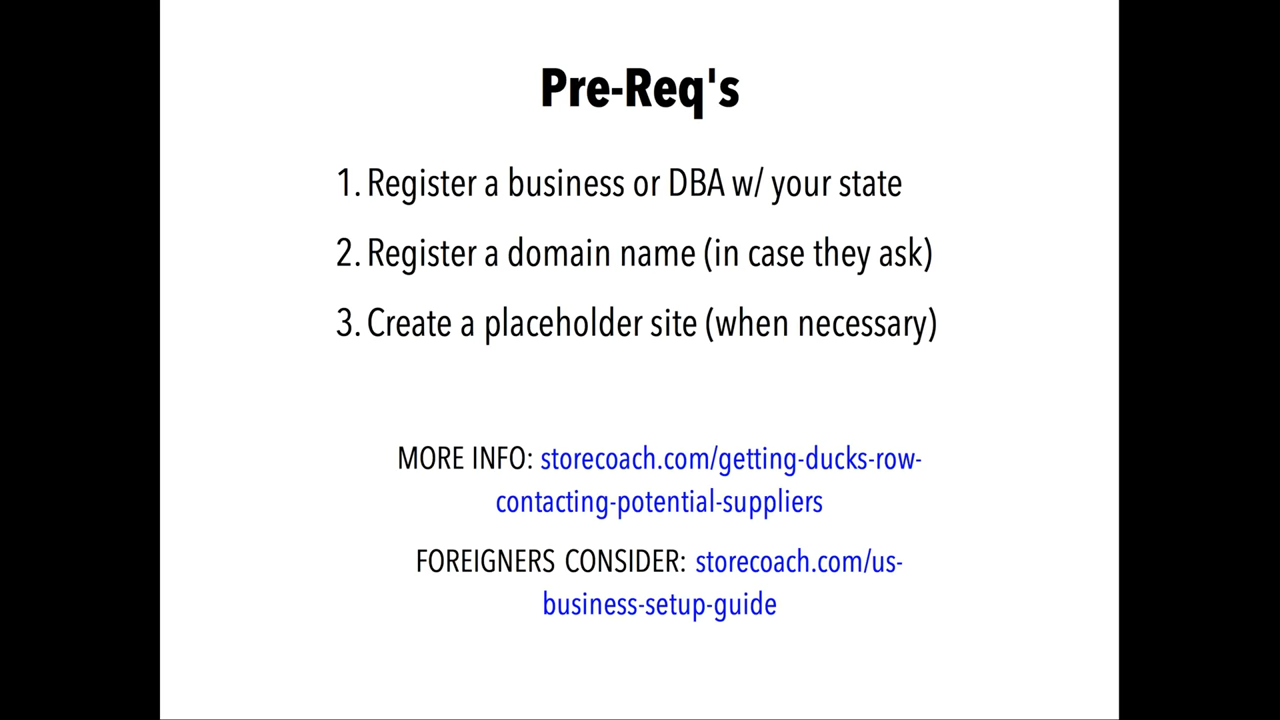 Pre-Req's
1. Register a business or DBA w/ your state
2. Register a domain name (in case they ask)
3. Create a placeholder site (when necessary)
MORE INFO: storecoach.com/getting-ducks-row-
contacting-potential-suppliers
FOREIGNERS CONSIDER: storecoach.com/us-
business-setup-guide